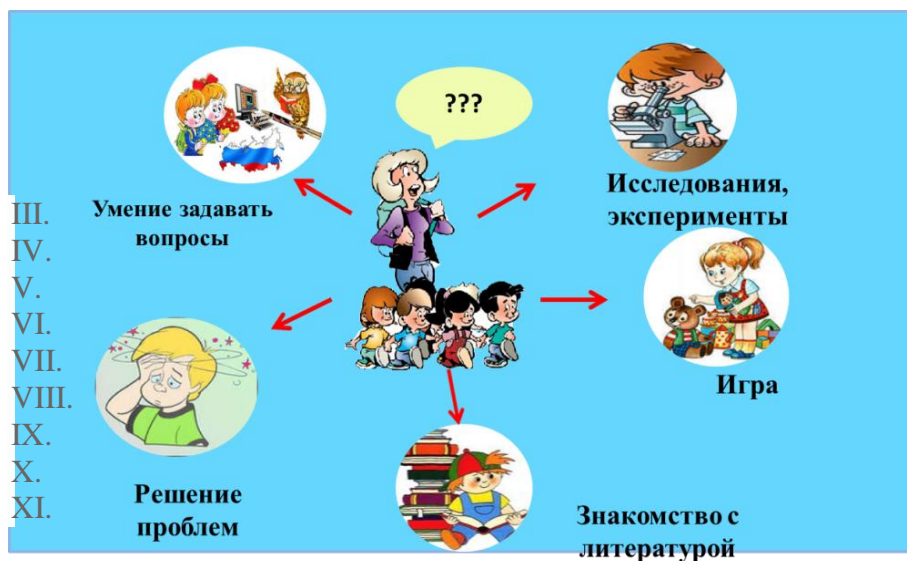 ???
Умение задавать
вопросы
Исследования,
эксперименты
III.
IV.
V.
VI.
VII.
VIII.
IX.
X.
XI.
Игра
Решение
проблем
Знакомство с
литературой